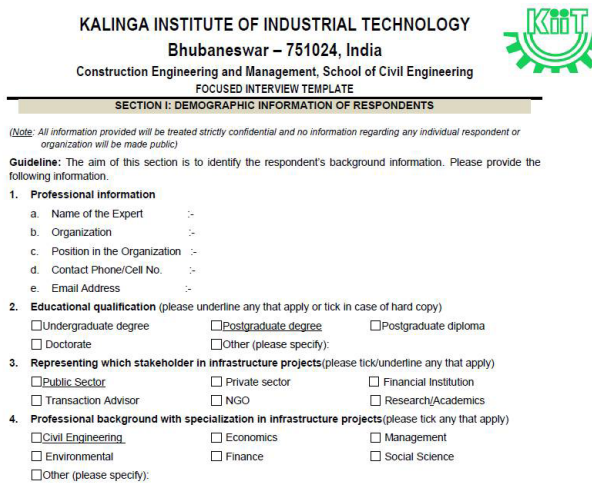 KALINGA INSTITUTE OF INDUSTRIAL TECHNOLOGY
KiiT
Bhubaneswar – 751024, India
Construction Engineering and Management, School of Civil Engineering
FOCUSED INTERVIEW TEMPLATE
SECTION I: DEMOGRAPHIC INFORMATION OF RESPONDENTS
(Note: All information provided will be treated strictly confidential and no information regarding any individual respondent or
organization will be made public)
Guideline: The aim of this section is to identify the respondent's background information. Please provide the
following information.
1. Professional information
a. Name of the Expert :-
b. Organization :-
c. Position in the Organization :-
d. Contact Phone/Cell No. :-
e. Email Address :-
2. Educational qualification (please underline any that apply or tick in case of hard copy)
☐Undergraduate degree ☐Postgraduate degree ☐Postgraduate diploma
☐ Doctorate ☐Other (please specify):
3. Representing which stakeholder in infrastructure projects(please tick/underline any that apply)
☐Public Sector ☐ Private sector ☐ Financial Institution
☐ Transaction Advisor ☐ NGO ☐ Research/Academics
4. Professional background with specialization in infrastructure projects(please tick any that apply)
☐Civil Engineering ☐ Economics ☐ Management
☐ Environmental ☐ Finance ☐ Social Science
☐Other (please specify):